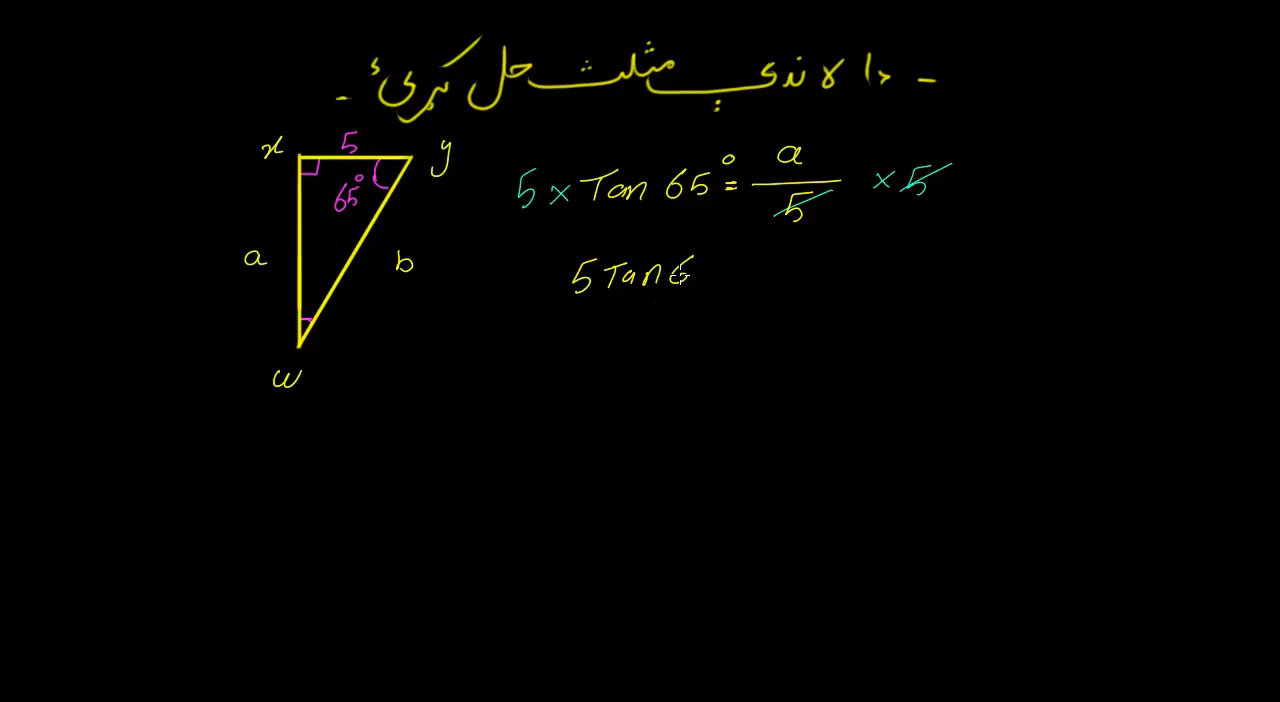 - دا لاندې مثلث حل کړئ -
x 5 y
5 × Tan 65° = a/5 × 5
65°
a b
5 Tan 6
w